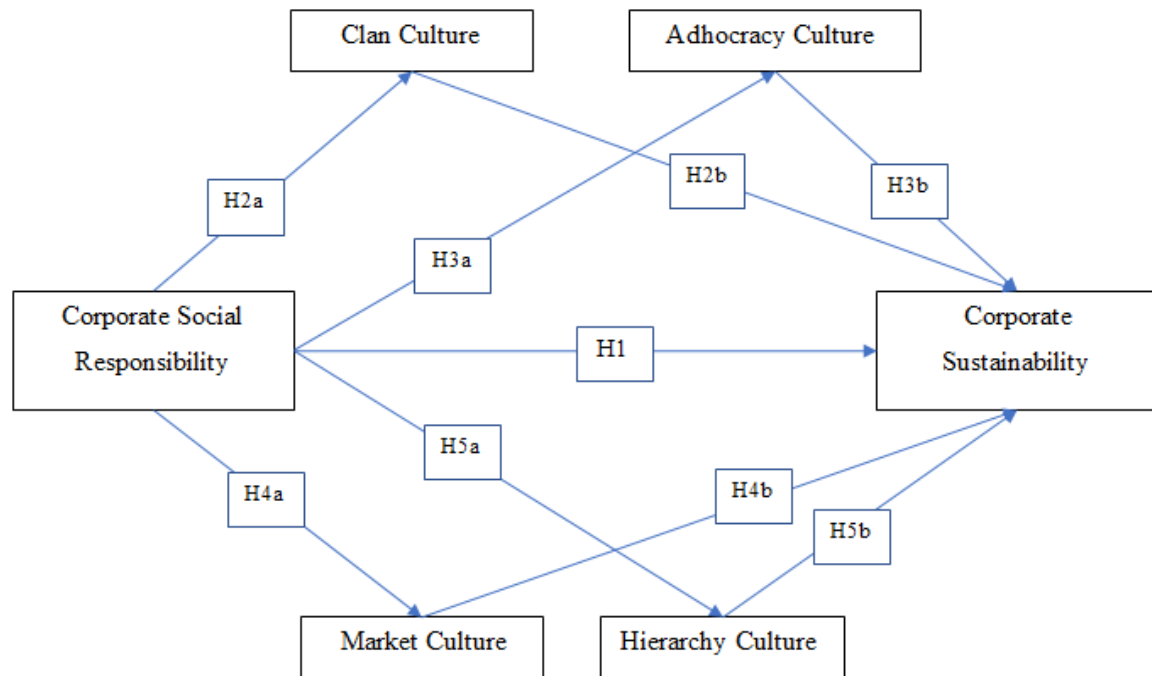 Clan Culture
Adhocracy Culture
H2a
H2b
H3b
H3a
Corporate Social
Responsibility
H1
Corporate
Sustainability
H5a
H4a
H4b
H5b
Market Culture
Hierarchy Culture